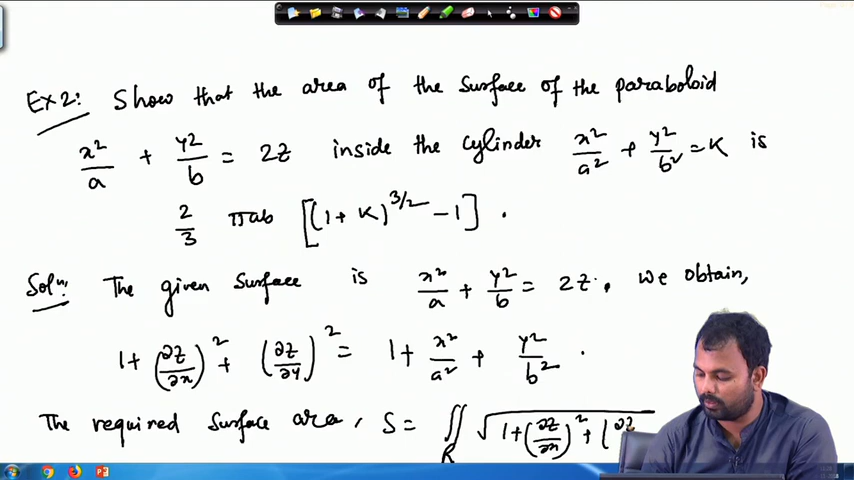 Ex 2: Show that the area of the surface of the paraboloid
x²/a + y²/b = 2z inside the cylinder x²/a² + y²/b² = K is
2/3 πab [(1+K)^{3/2} - 1] .
Soln: The given surface is x²/a + y²/b = 2z. We obtain,
1 + (∂z/∂x)² + (∂z/∂y)² = 1 + x²/a² + y²/b² .
The required surface area, S = ∬_R √(1+(∂z/∂x)² + (∂z